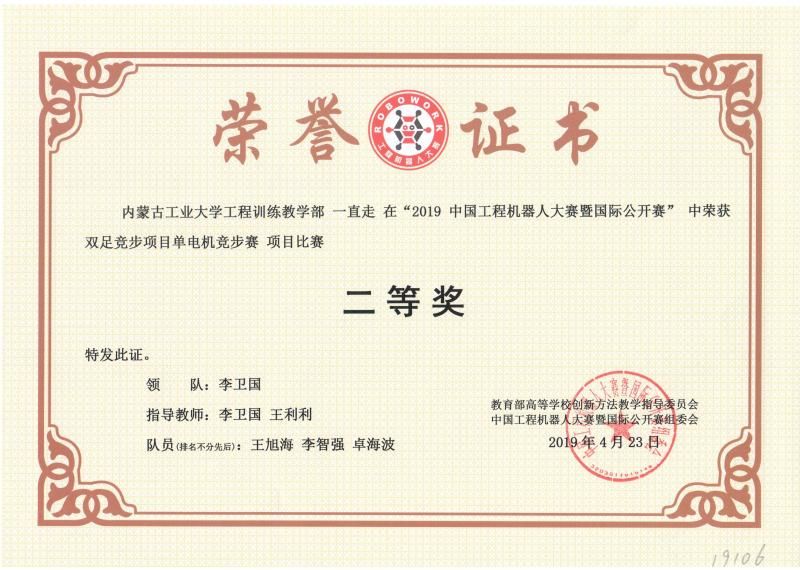 荣誉证书
ROBOWORK
工程机器人大赛
内蒙古工业大学工程训练教学部 一直走 在“2019 中国工程机器人大赛暨国际公开赛” 中荣获
双足竞步项目单电机竞步赛 项目比赛
二等奖
特发此证。
领 队：李卫国
指导教师：李卫国 王利利
队员(排名不分先后)：王旭海 李智强 卓海波
教育部高等学校创新方法教学指导委员会
中国工程机器人大赛暨国际公开赛组委会
2019 年 4 月 23 日
19106